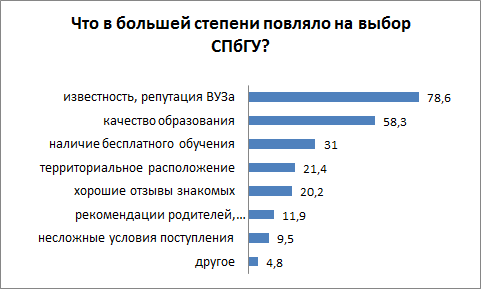 Что в большей степени повляло на выбор
СПбГУ?
известность, репутация ВУЗа 78,6
качество образования 58,3
наличие бесплатного обучения 31
территориальное расположение 21,4
хорошие отзывы знакомых 20,2
рекомендации родителей,... 11,9
несложные условия поступления 9,5
другое 4,8